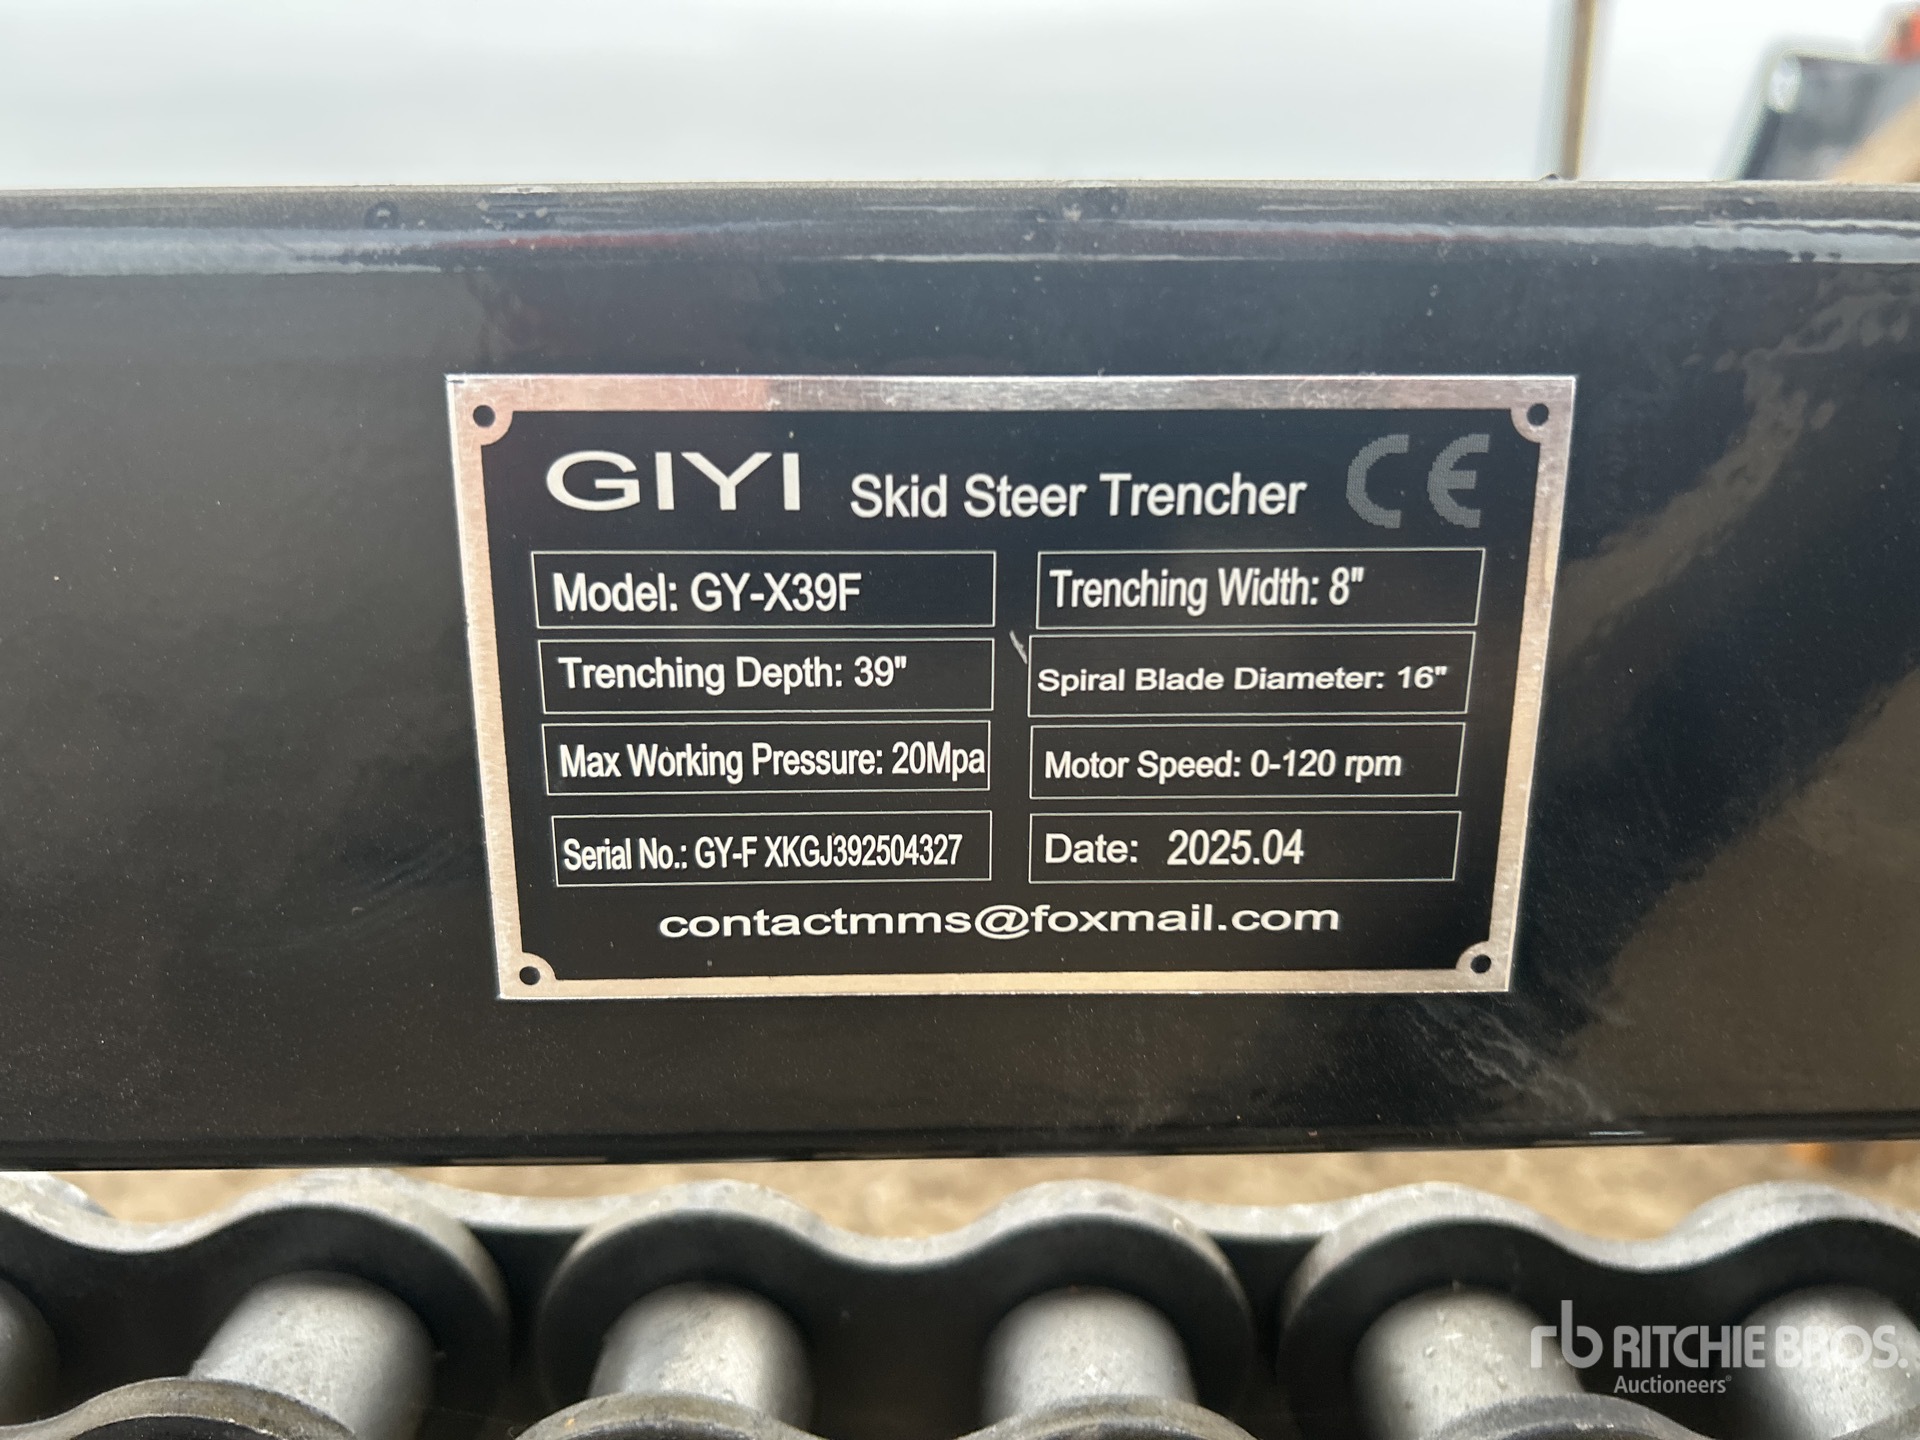 GIYI Skid Steer Trencher CE
Model: GY-X39F
Trenching Width: 8"
Trenching Depth: 39"
Spiral Blade Diameter: 16"
Max Working Pressure: 20Mpa
Motor Speed: 0-120 rpm
Serial No.: GY-F XKGJ392504327
Date: 2025.04
contactmms@foxmail.com
rb RITCHIE BROS.
Auctioneers®